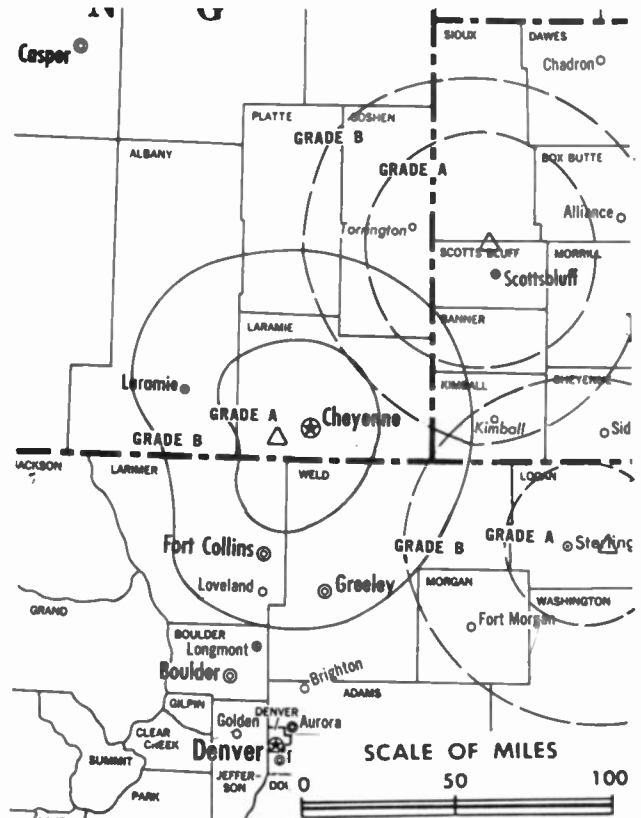 N G
SIOUX
DAWES
Casper
Chadron
PLATTE
GOSHEN
GRADE B
ALBANY
GRADE A
BOX BUTTE
Alliance
Torrington
SCOTTS BLUFF
MORRILL
Scottsbluff
BANNER
LARAMIE
KIMBALL
CHEYENNE
Laramie
GRADE A
Cheyenne
Kimball
Sid
GRADE B
JACKSON
LARIMER
WELD
LOGAN
GRADE A
Sterling
Fort Collins
GRADE B
Loveland
Greeley
MORGAN
WASHINGTON
GRAND
Fort Morgan
BOULDER
Longmont
Boulder
Brighton
ADAMS
GILPIN
DENVER
Golden
Aurora
CLEAR
CREEK
Denver
SCALE OF MILES
SUMMIT
JEFFER-
SON
DOU
PARK
0 50 100